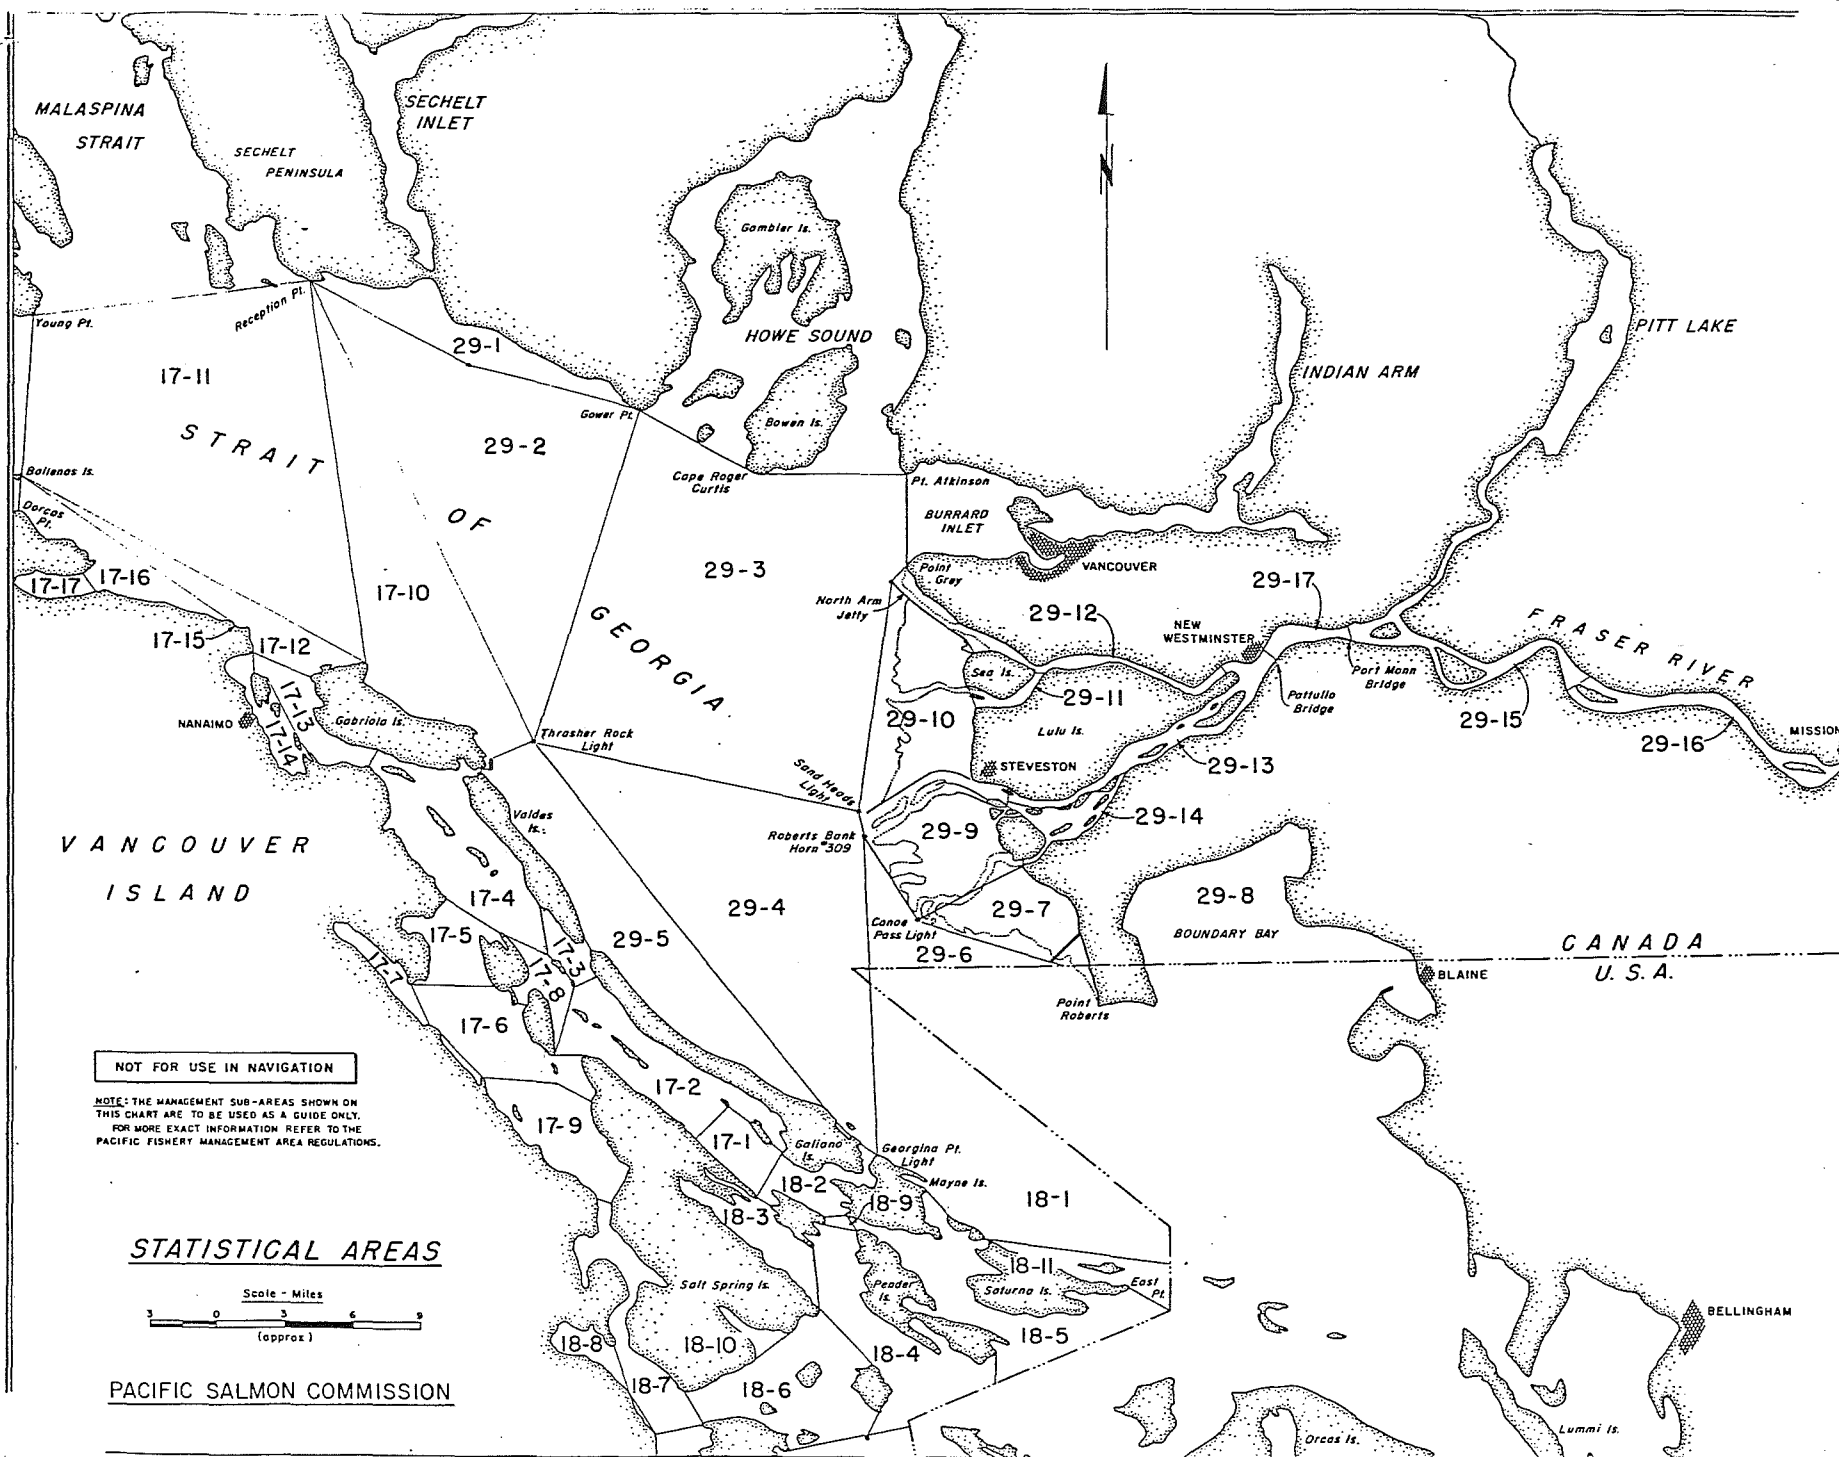 MALASPINA
STRAIT
SECHELT
INLET
SECHELT
PENINSULA
Gambier Is.
HOWE SOUND
PITT LAKE
INDIAN ARM
Young Pt.
Reception Pt.
29-1
17-11
Gower Pt.
Bowen Is.
29-2
STRAIT
OF
GEORGIA
Ballenas Is.
Dorcas
Pt.
Cape Roger
Curtis
Pt. Atkinson
BURRARD
INLET
VANCOUVER
Point
Grey
17-17
17-16
17-10
29-3
North Arm
Jetty
29-12
29-17
NEW
WESTMINSTER
FRASER RIVER
17-15
17-12
17-13
17-14
NANAIMO
Gabriola Is.
Sea Is.
29-11
29-10
Lulu Is.
Port Mann
Bridge
Pattullo
Bridge
29-15
29-16
MISSION
Thrasher Rock
Light
Sand Heads
Light
STEVESTON
29-13
29-14
Valdes
Is.
Roberts Bank
Horn #309
29-9
VANCOUVER
ISLAND
17-4
29-4
29-5
17-5
17-3
17-8
17-7
17-6
Canoe
Pass Light
29-7
29-6
29-8
BOUNDARY BAY
CANADA
U.S.A.
BLAINE
Point
Roberts
NOT FOR USE IN NAVIGATION
NOTE: THE MANAGEMENT SUB-AREAS SHOWN ON
THIS CHART ARE TO BE USED AS A GUIDE ONLY.
FOR MORE EXACT INFORMATION REFER TO THE
PACIFIC FISHERY MANAGEMENT AREA REGULATIONS.
17-2
17-9
17-1
Galiano
Is.
Georgina Pt.
Light
Mayne Is.
18-2
18-9
18-1
18-3
STATISTICAL AREAS
Scale - Miles
3 0 3 6 9
(approx)
PACIFIC SALMON COMMISSION
Salt Spring Is.
Pender
Is.
18-11
Saturna Is.
East
Pt.
18-8
18-10
18-4
18-5
18-7
18-6
BELLINGHAM
Orcas Is.
Lummi Is.
N